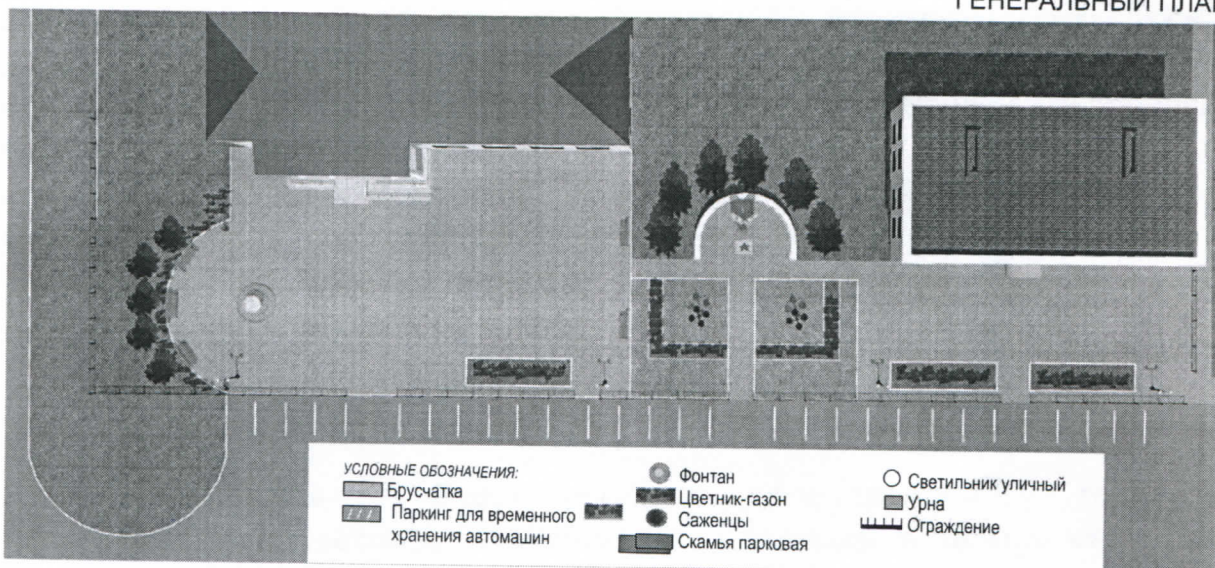 ГЕНЕРАЛЬНЫЙ ПЛАН
УСЛОВНЫЕ ОБОЗНАЧЕНИЯ:
Брусчатка
Паркинг для временного
хранения автомашин
Фонтан
Цветник-газон
Саженцы
Скамья парковая
Светильник уличный
Урна
Ограждение